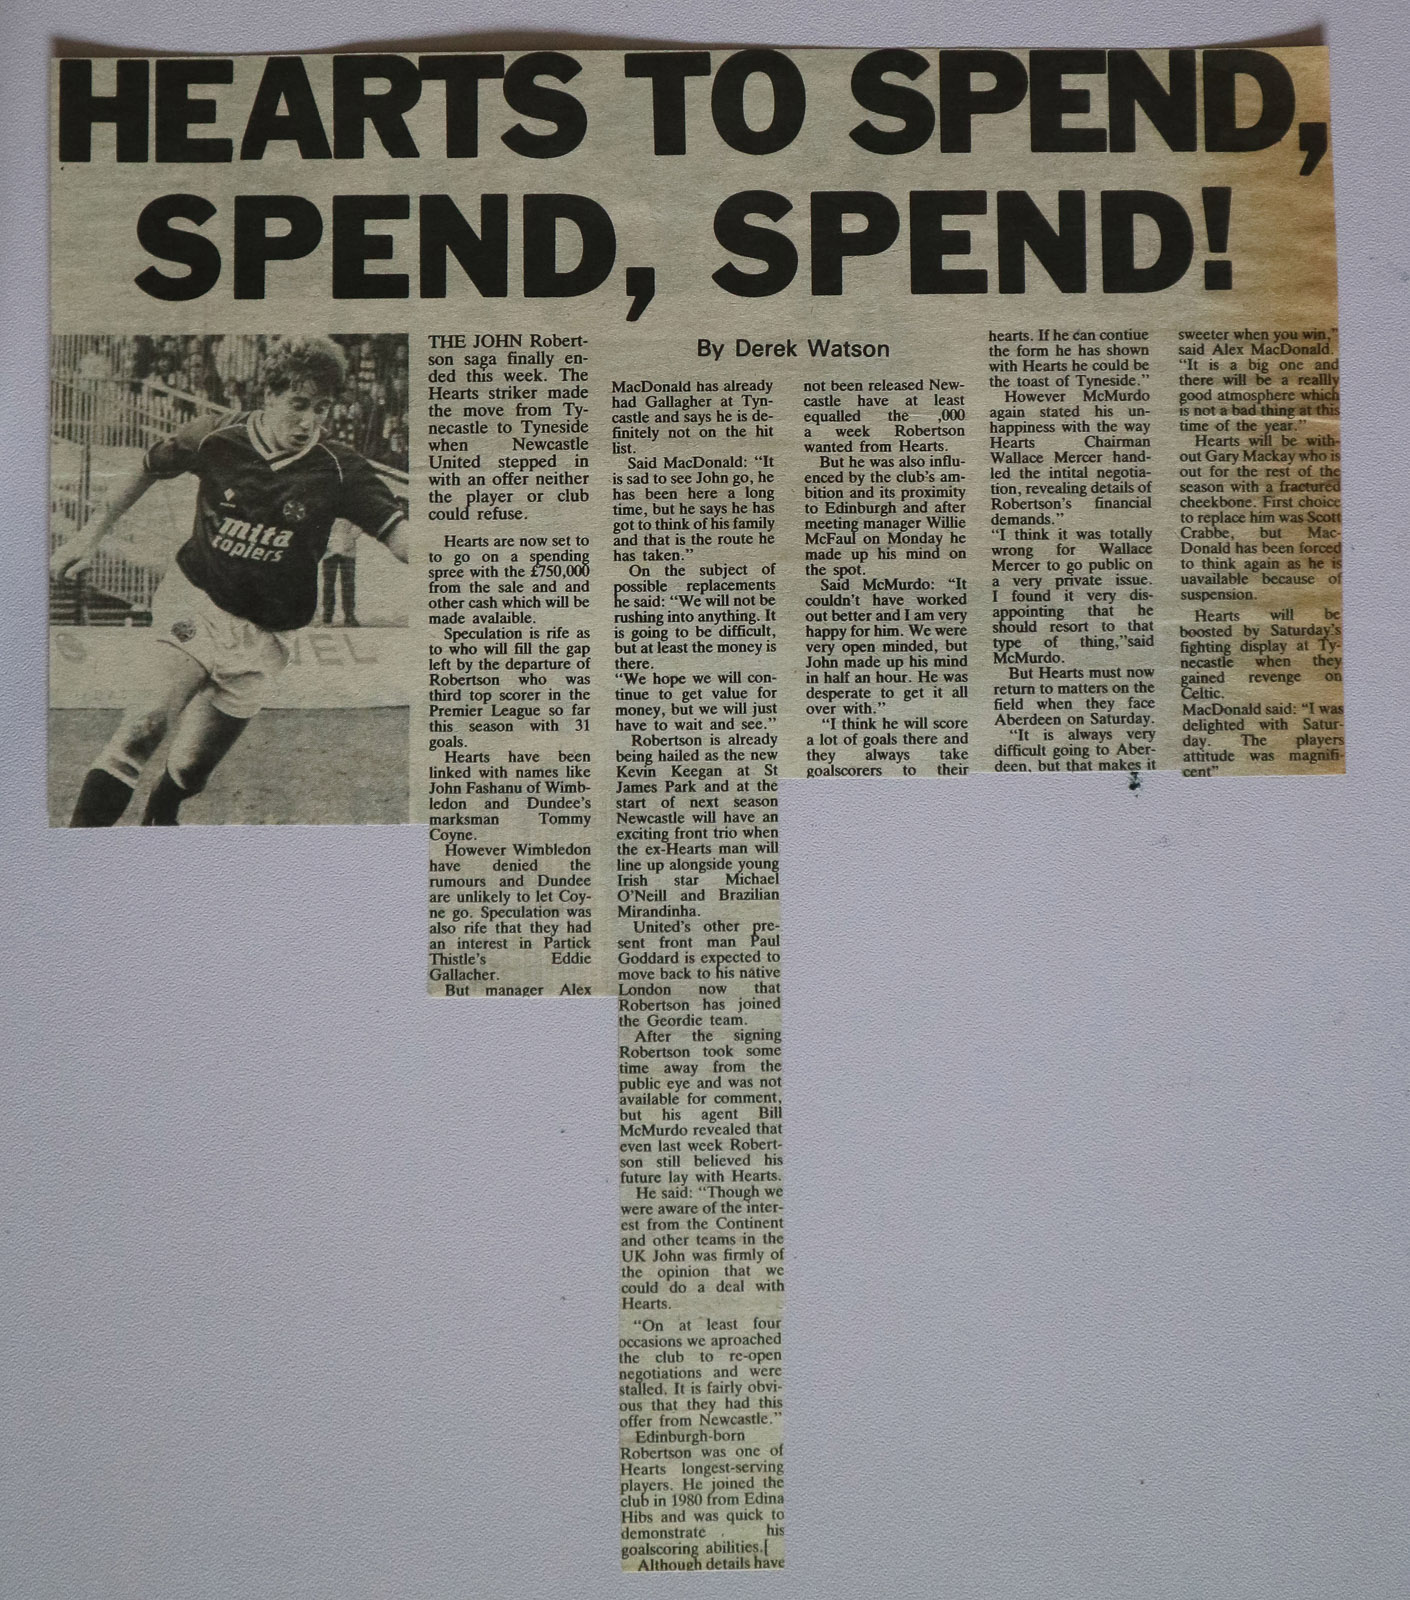 HEARTS TO SPEND,
SPEND, SPEND!
mita
copiers
By Derek Watson
THE JOHN Robert-
son saga finally en-
ded this week. The
Hearts striker made
the move from Ty-
necastle to Tyneside
when Newcastle
United stepped in
with an offer neither
the player or club
could refuse.
Hearts are now set to
to go on a spending
spree with the £750,000
from the sale and and
other cash which will be
made avalaible.
Speculation is rife as
to who will fill the gap
left by the departure of
Robertson who was
third top scorer in the
Premier League so far
this season with 31
goals.
Hearts have been
linked with names like
John Fashanu of Wimb-
ledon and Dundee's
marksman Tommy
Coyne.
However Wimbledon
have denied the
rumours and Dundee
are unlikely to let Coy-
ne go. Speculation was
also rife that they had
an interest in Partick
Thistle's Eddie
Gallacher.
But manager Alex
MacDonald has already
had Gallagher at Tyn-
castle and says he is de-
finitely not on the hit
list.
Said MacDonald: "It
is sad to see John go, he
has been here a long
time, but he says he has
got to think of his family
and that is the route he
has taken."
On the subject of
possible replacements
he said: "We will not be
rushing into anything. It
is going to be difficult,
but at least the money is
there.
"We hope we will con-
tinue to get value for
money, but we will just
have to wait and see."
Robertson is already
being hailed as the new
Kevin Keegan at St
James Park and at the
start of next season
Newcastle will have an
exciting front trio when
the ex-Hearts man will
line up alongside young
Irish star Michael
O'Neill and Brazilian
Mirandinha.
United's other pre-
sent front man Paul
Goddard is expected to
move back to his native
London now that
Robertson has joined
the Geordie team.
After the signing
Robertson took some
time away from the
public eye and was not
available for comment,
but his agent Bill
McMurdo revealed that
even last week Robert-
son still believed his
future lay with Hearts.
He said: "Though we
were aware of the inter-
est from the Continent
and other teams in the
UK John was firmly of
the opinion that we
could do a deal with
Hearts.
"On at least four
occasions we aproached
the club to re-open
negotiations and were
stalled. It is fairly obvi-
ous that they had this
offer from Newcastle."
Edinburgh-born
Robertson was one of
Hearts longest-serving
players. He joined the
club in 1980 from Edina
Hibs and was quick to
demonstrate his
goalscoring abilities.[
Although details have
not been released New-
castle have at least
equalled the ,000
a week Robertson
wanted from Hearts.
But he was also influ-
enced by the club's am-
bition and its proximity
to Edinburgh and after
meeting manager Willie
McFaul on Monday he
made up his mind on
the spot.
Said McMurdo: "It
couldn't have worked
out better and I am very
happy for him. We were
very open minded, but
John made up his mind
in half an hour. He was
desperate to get it all
over with."
"I think he will score
a lot of goals there and
they always take
goalscorers to their
hearts. If he can contiue
the form he has shown
with Hearts he could be
the toast of Tyneside."
However McMurdo
again stated his un-
happiness with the way
Hearts Chairman
Wallace Mercer hand-
led the intital negotia-
tion, revealing details of
Robertson's financial
demands."
"I think it was totally
wrong for Wallace
Mercer to go public on
a very private issue.
I found it very dis-
appointing that he
should resort to that
type of thing,"said
McMurdo.
But Hearts must now
return to matters on the
field when they face
Aberdeen on Saturday.
"It is always very
difficult going to Aber-
deen, but that makes it
sweeter when you win,"
said Alex MacDonald.
"It is a big one and
there will be a reallly
good atmosphere which
is not a bad thing at this
time of the year."
Hearts will be with-
out Gary Mackay who is
out for the rest of the
season with a fractured
cheekbone. First choice
to replace him was Scott
Crabbe, but Mac-
Donald has been forced
to think again as he is
uavailable because of
suspension.
Hearts will be
boosted by Saturday's
fighting display at Ty-
necastle when they
gained revenge on
Celtic.
MacDonald said: "I was
delighted with Satur-
day. The players
attitude was magnifi-
cent"